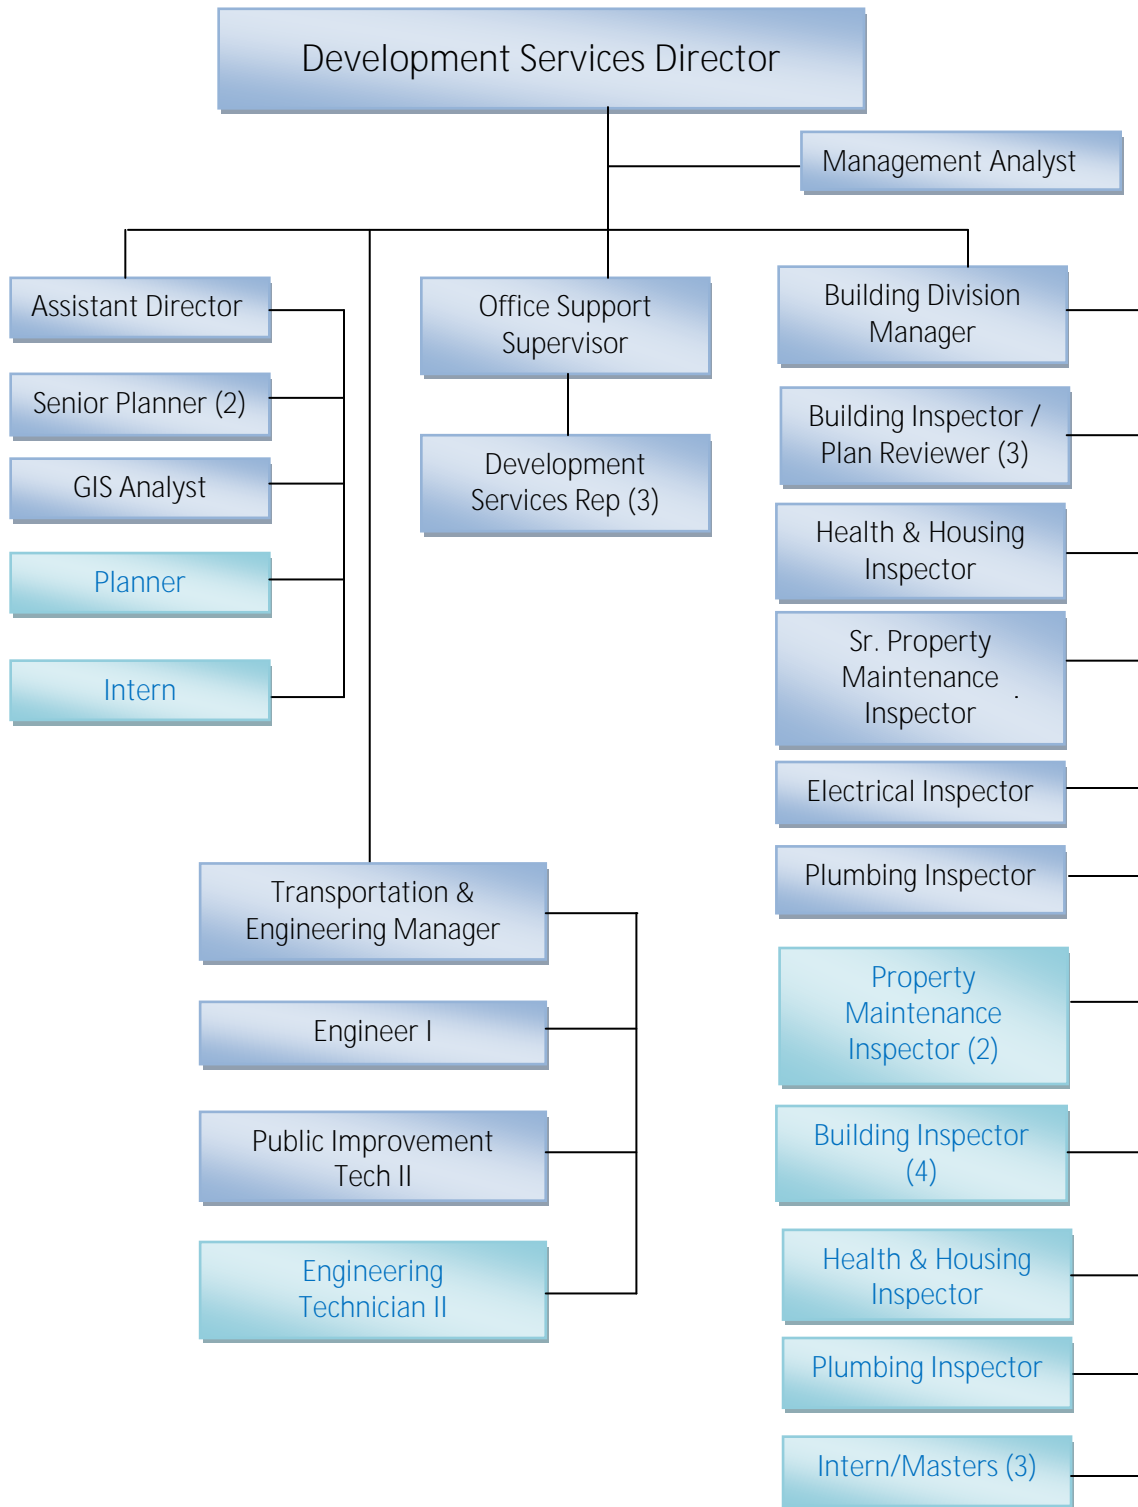 Development Services Director
Management Analyst
Assistant Director
Senior Planner (2)
GIS Analyst
Planner
Intern
Office Support
Supervisor
Development
Services Rep (3)
Transportation &
Engineering Manager
Engineer I
Public Improvement
Tech II
Engineering
Technician II
Building Division
Manager
Building Inspector /
Plan Reviewer (3)
Health & Housing
Inspector
Sr. Property
Maintenance
Inspector
Electrical Inspector
Plumbing Inspector
Property
Maintenance
Inspector (2)
Building Inspector
(4)
Health & Housing
Inspector
Plumbing Inspector
Intern/Masters (3)